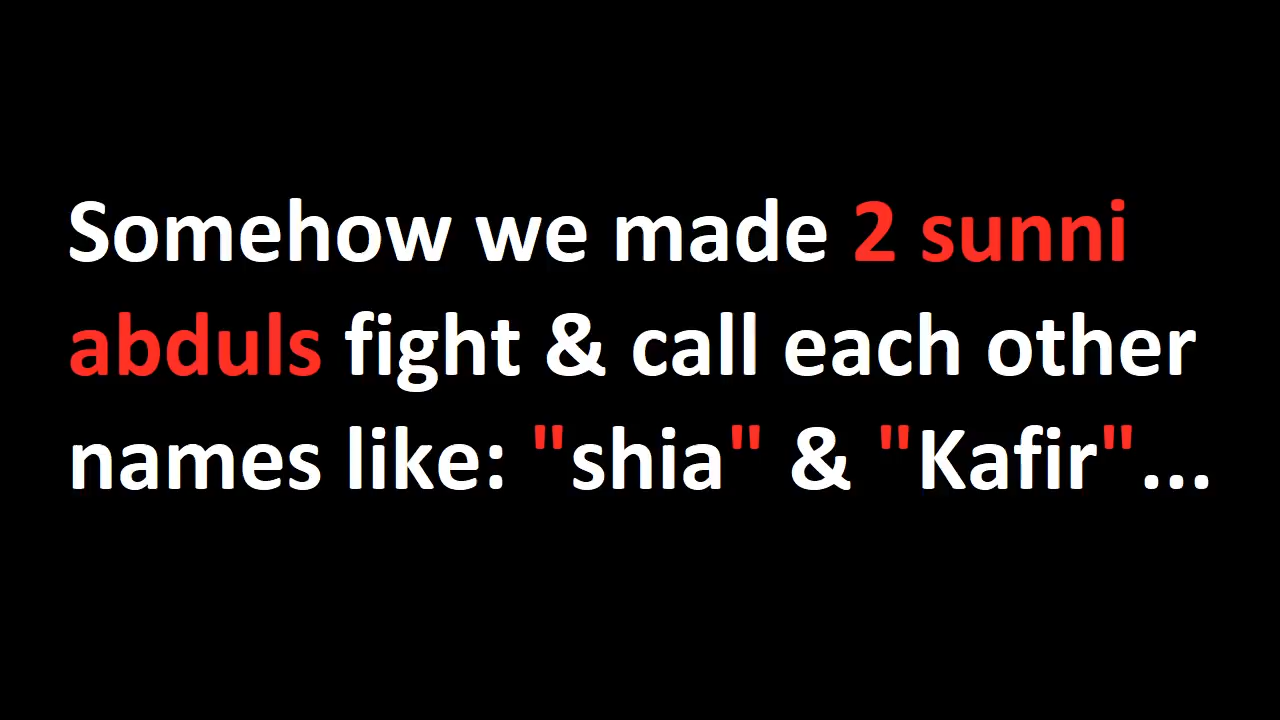 Somehow we made 2 sunni
abduls fight & call each other
names like: "shia" & "Kafir"...